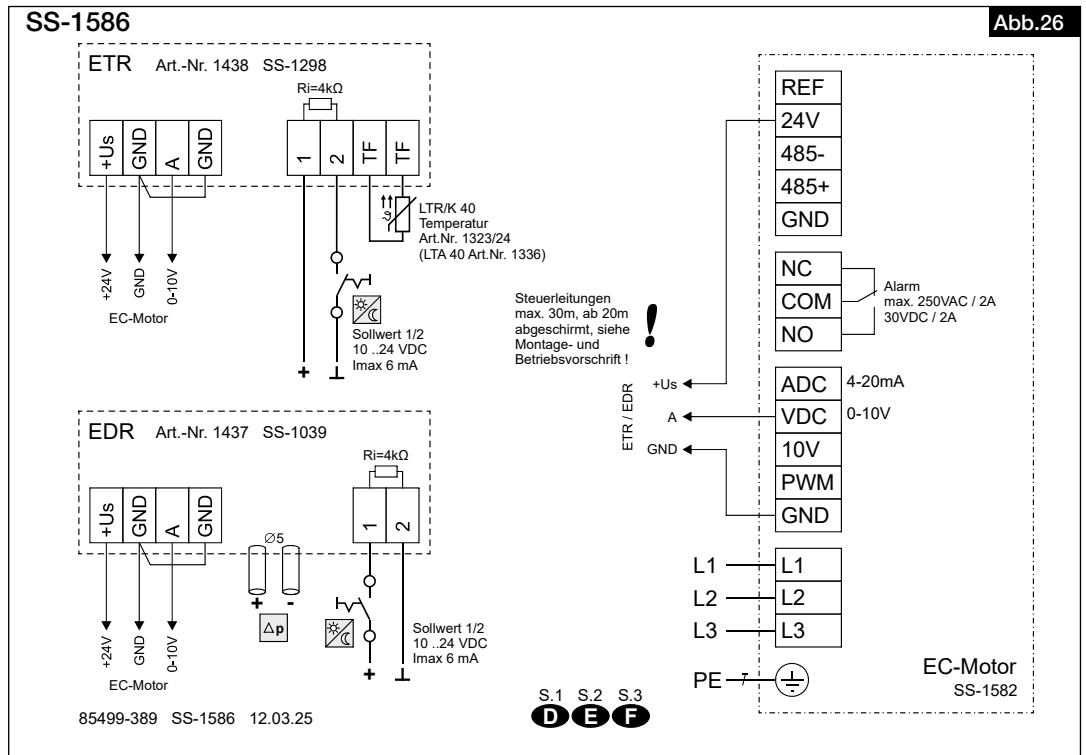 SS-1586
Abb.26
ETR Art.-Nr. 1438 SS-1298
Ri=4kΩ
+Us
GND
A
GND
1
2
TF
TF
ϑ
LTR/K 40
Temperatur
Art.Nr. 1323/24
(LTA 40 Art.Nr. 1336)
+24V
GND
0-10V
EC-Motor
Sollwert 1/2
10 ..24 VDC
Imax 6 mA
+
EDR Art.-Nr. 1437 SS-1039
Ri=4kΩ
+Us
GND
A
GND
1
2
∅5
+ -
Δp
+24V
GND
0-10V
EC-Motor
Sollwert 1/2
10 ..24 VDC
Imax 6 mA
+
85499-389 SS-1586 12.03.25
Steuerleitungen
max. 30m, ab 20m
abgeschirmt, siehe
Montage- und
Betriebsvorschrift !
!
ETR / EDR
+Us
A
GND
REF
24V
485-
485+
GND
NC
COM
NO
Alarm
max. 250VAC / 2A
30VDC / 2A
ADC 4-20mA
VDC 0-10V
10V
PWM
GND
L1 L1
L2 L2
L3 L3
PE
EC-Motor
SS-1582
S.1 S.2 S.3
D E F